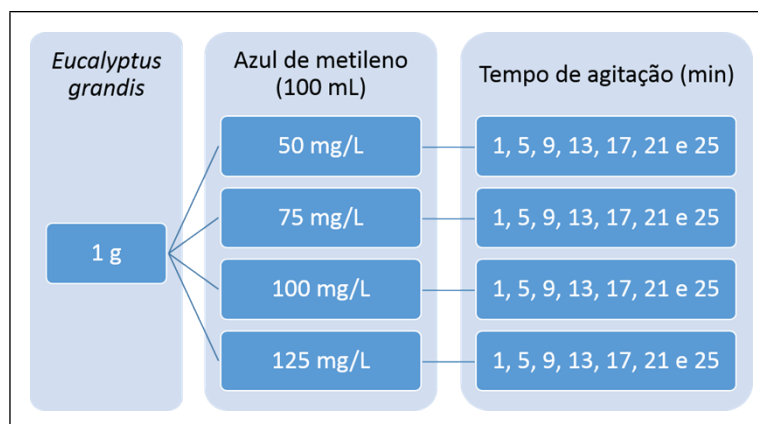 Eucalyptus
grandis
1 g
Azul de metileno
(100 mL)
50 mg/L
75 mg/L
100 mg/L
125 mg/L
Tempo de agitação (min)
1, 5, 9, 13, 17, 21 e 25
1, 5, 9, 13, 17, 21 e 25
1, 5, 9, 13, 17, 21 e 25
1, 5, 9, 13, 17, 21 e 25